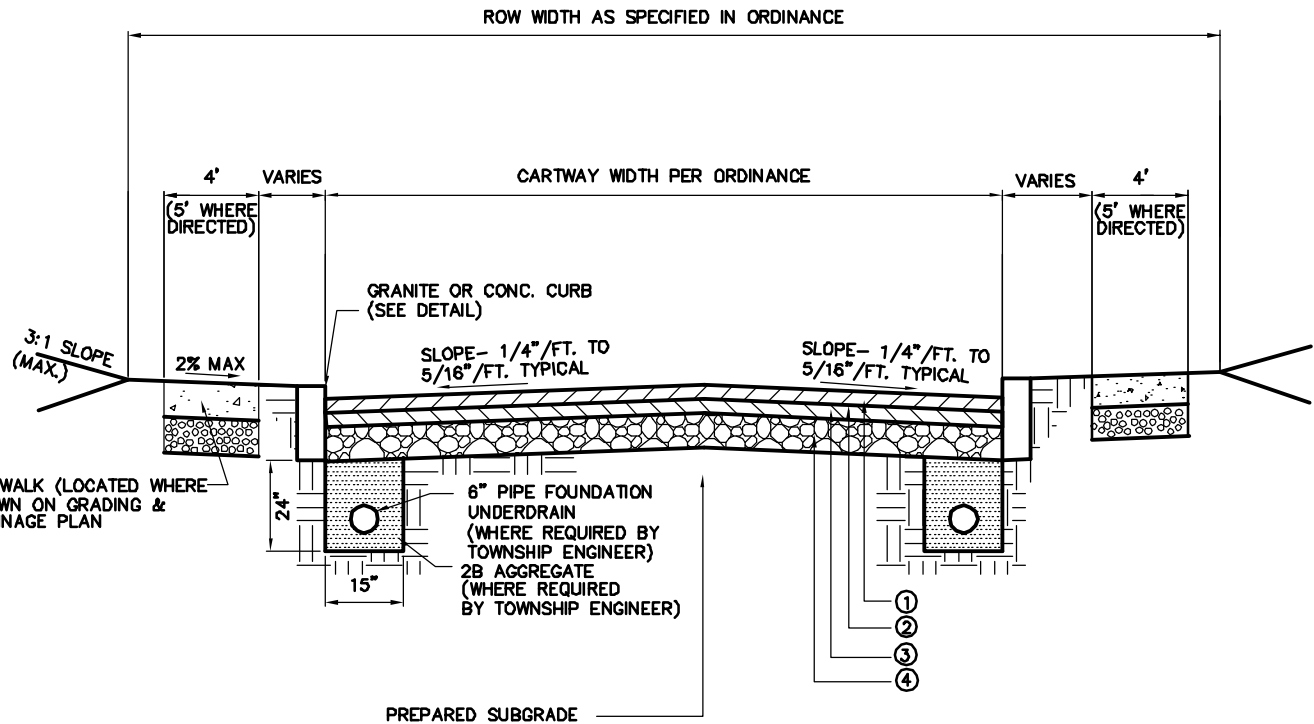 ROW WIDTH AS SPECIFIED IN ORDINANCE
4'
VARIES
CARTWAY WIDTH PER ORDINANCE
VARIES
4'
(5' WHERE
DIRECTED)
(5' WHERE
DIRECTED)
GRANITE OR CONC. CURB
(SEE DETAIL)
3:1 SLOPE
(MAX.)
2% MAX
SLOPE- 1/4"/FT. TO
5/16"/FT. TYPICAL
SLOPE- 1/4"/FT. TO
5/16"/FT. TYPICAL
WALK (LOCATED WHERE
WN ON GRADING &
NAGE PLAN
24"
15"
6" PIPE FOUNDATION
UNDERDRAIN
(WHERE REQUIRED BY
TOWNSHIP ENGINEER)
2B AGGREGATE
(WHERE REQUIRED
BY TOWNSHIP ENGINEER)
1
2
3
4
PREPARED SUBGRADE